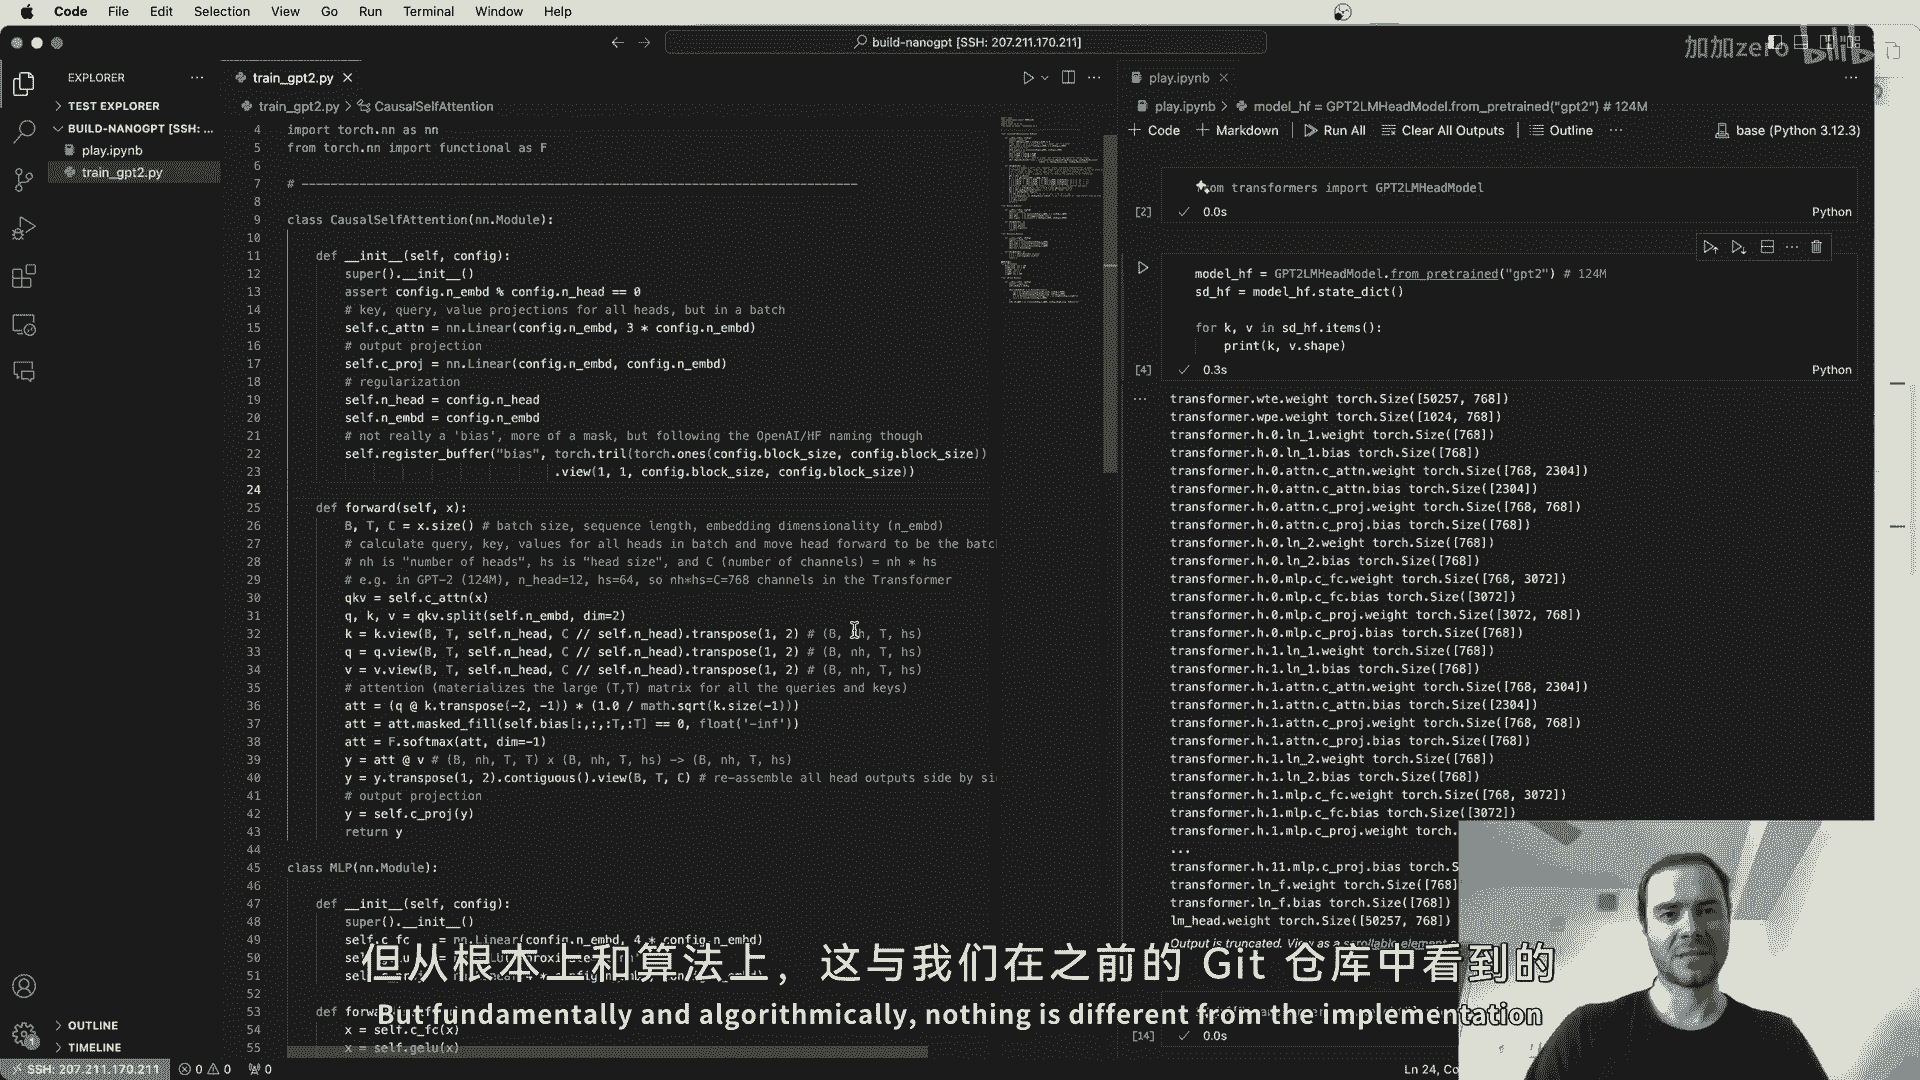 Code File Edit Selection View Go Run Terminal Window Help
build-nanogpt [SSH: 207.211.170.211]
加加zero bilib
EXPLORER
TEST EXPLORER
BUILD-NANOGPT [SSH: ...
play.ipynb
train_gpt2.py
OUTLINE
TIMELINE
train_gpt2.py
train_gpt2.py > CausalSelfAttention
4 import torch.nn as nn
5 from torch.nn import functional as F
6
7 # -----------------------------------------------------------------------------
8
9 class CausalSelfAttention(nn.Module):
10
11 def __init__(self, config):
12 super().__init__()
13 assert config.n_embd % config.n_head == 0
14 # key, query, value projections for all heads, but in a batch
15 self.c_attn = nn.Linear(config.n_embd, 3 * config.n_embd)
16 # output projection
17 self.c_proj = nn.Linear(config.n_embd, config.n_embd)
18 # regularization
19 self.n_head = config.n_head
20 self.n_embd = config.n_embd
21 # not really a 'bias', more of a mask, but following the OpenAI/HF naming though
22 self.register_buffer("bias", torch.tril(torch.ones(config.block_size, config.block_size))
23 .view(1, 1, config.block_size, config.block_size))
24
25 def forward(self, x):
26 B, T, C = x.size() # batch size, sequence length, embedding dimensionality (n_embd)
27 # calculate query, key, values for all heads in batch and move head forward to be the batc
28 # nh is "number of heads", hs is "head size", and C (number of channels) = nh * hs
29 # e.g. in GPT-2 (124M), n_head=12, hs=64, so nh*hs=C=768 channels in the Transformer
30 qkv = self.c_attn(x)
31 q, k, v = qkv.split(self.n_embd, dim=2)
32 k = k.view(B, T, self.n_head, C // self.n_head).transpose(1, 2) # (B, nh, T, hs)
33 q = q.view(B, T, self.n_head, C // self.n_head).transpose(1, 2) # (B, nh, T, hs)
34 v = v.view(B, T, self.n_head, C // self.n_head).transpose(1, 2) # (B, nh, T, hs)
35 # attention (materializes the large (T,T) matrix for all the queries and keys)
36 att = (q @ k.transpose(-2, -1)) * (1.0 / math.sqrt(k.size(-1)))
37 att = att.masked_fill(self.bias[:,:,:T,:T] == 0, float('-inf'))
38 att = F.softmax(att, dim=-1)
39 y = att @ v # (B, nh, T, T) x (B, nh, T, hs) -> (B, nh, T, hs)
40 y = y.transpose(1, 2).contiguous().view(B, T, C) # re-assemble all head outputs side by si
41 # output projection
42 y = self.c_proj(y)
43 return y
44
45 class MLP(nn.Module):
46
47 def __init__(self, config):
48 super().__init__()
49 self.c_fc = nn.Linear(config.n_embd, 4 * config.n_embd)
50
51
52
53
54 x = self.c_fc(x)
55 x = self.gelu(x)
play.ipynb
play.ipynb > model_hf = GPT2LMHeadModel.from_pretrained("gpt2") # 124M
Code Markdown Run All Clear All Outputs Outline ... base (Python 3.12.3)
transformers import GPT2LMHeadModel
[2] 0.0s Python
model_hf = GPT2LMHeadModel.from_pretrained("gpt2") # 124M
sd_hf = model_hf.state_dict()
for k, v in sd_hf.items():
print(k, v.shape)
[4] 0.3s Python
transformer.wte.weight torch.Size([50257, 768])
transformer.wpe.weight torch.Size([1024, 768])
transformer.h.0.ln_1.weight torch.Size([768])
transformer.h.0.ln_1.bias torch.Size([768])
transformer.h.0.attn.c_attn.weight torch.Size([768, 2304])
transformer.h.0.attn.c_attn.bias torch.Size([2304])
transformer.h.0.attn.c_proj.weight torch.Size([768, 768])
transformer.h.0.attn.c_proj.bias torch.Size([768])
transformer.h.0.ln_2.weight torch.Size([768])
transformer.h.0.ln_2.bias torch.Size([768])
transformer.h.0.mlp.c_fc.weight torch.Size([768, 3072])
transformer.h.0.mlp.c_fc.bias torch.Size([3072])
transformer.h.0.mlp.c_proj.weight torch.Size([3072, 768])
transformer.h.0.mlp.c_proj.bias torch.Size([768])
transformer.h.1.ln_1.weight torch.Size([768])
transformer.h.1.ln_1.bias torch.Size([768])
transformer.h.1.attn.c_attn.weight torch.Size([768, 2304])
transformer.h.1.attn.c_attn.bias torch.Size([2304])
transformer.h.1.attn.c_proj.weight torch.Size([768, 768])
transformer.h.1.attn.c_proj.bias torch.Size([768])
transformer.h.1.ln_2.weight torch.Size([768])
transformer.h.1.ln_2.bias torch.Size([768])
transformer.h.1.mlp.c_fc.weight torch.Size([768, 3072])
transformer.h.1.mlp.c_fc.bias torch.Size([3072])
transformer.h.1.mlp.c_proj.weight torch.
...
transformer.h.11.mlp.c_proj.bias torch.S
transformer.ln_f.weight torch.Size([768]
transformer.ln_f.bias torch.Size([768])
lm_head.weight torch.Size([50257, 768])
Output is truncated. View as a scrollable element
[14] 0.0s
但从根本上和算法上，这与我们在之前的 Git 仓库中看到的
But fundamentally and algorithmically, nothing is different from the implementation
SSH: 207.211.170.211 0 0 0 Ln 24, Co